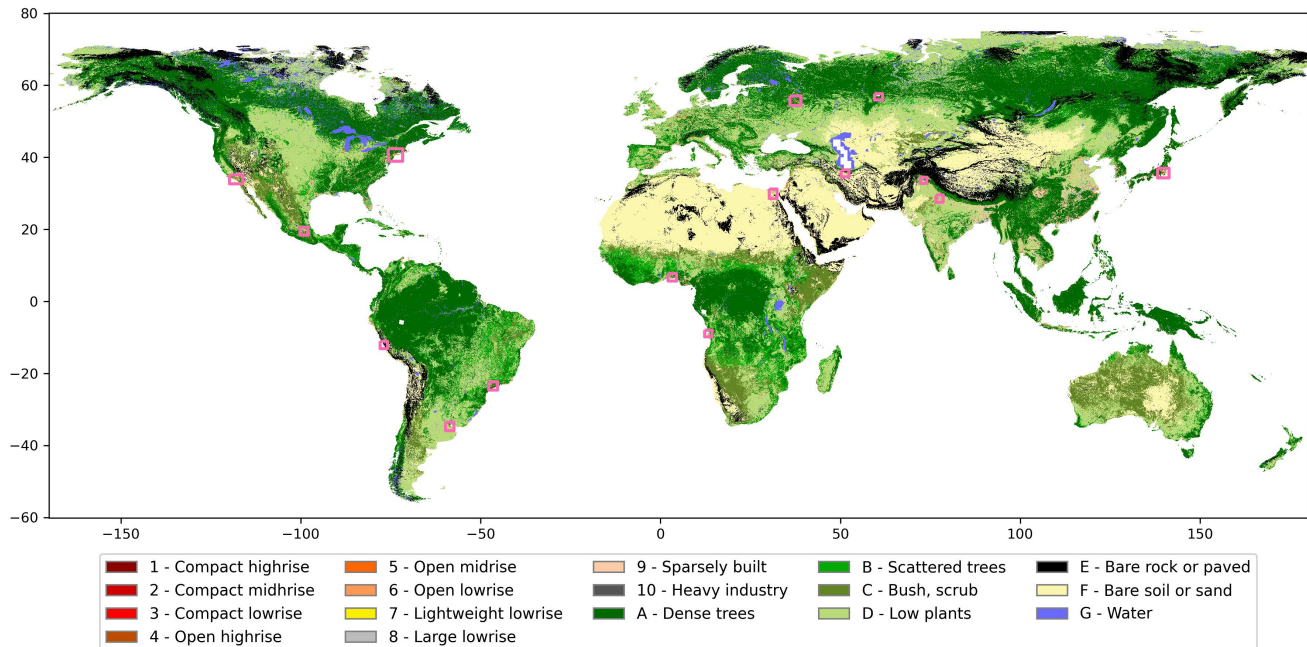 80
60
40
20
0
−20
−40
−60
−150 −100 −50 0 50 100 150
1 - Compact highrise 5 - Open midrise 9 - Sparsely built B - Scattered trees E - Bare rock or paved
2 - Compact midhrise 6 - Open lowrise 10 - Heavy industry C - Bush, scrub F - Bare soil or sand
3 - Compact lowrise 7 - Lightweight lowrise A - Dense trees D - Low plants G - Water
4 - Open highrise 8 - Large lowrise